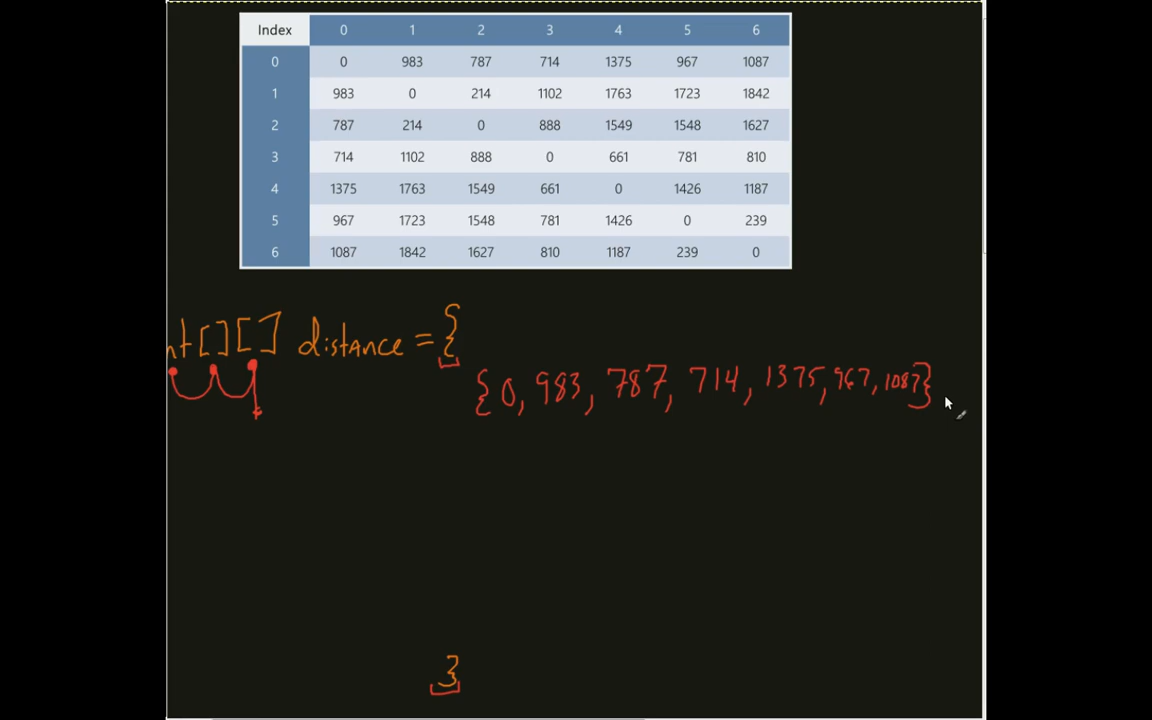 Index 0 1 2 3 4 5 6
0 0 983 787 714 1375 967 1087
1 983 0 214 1102 1763 1723 1842
2 787 214 0 888 1549 1548 1627
3 714 1102 888 0 661 781 810
4 1375 1763 1549 661 0 1426 1187
5 967 1723 1548 781 1426 0 239
6 1087 1842 1627 810 1187 239 0
nt[][] distance = {
{0, 983, 787, 714, 1375, 967, 1087}
}